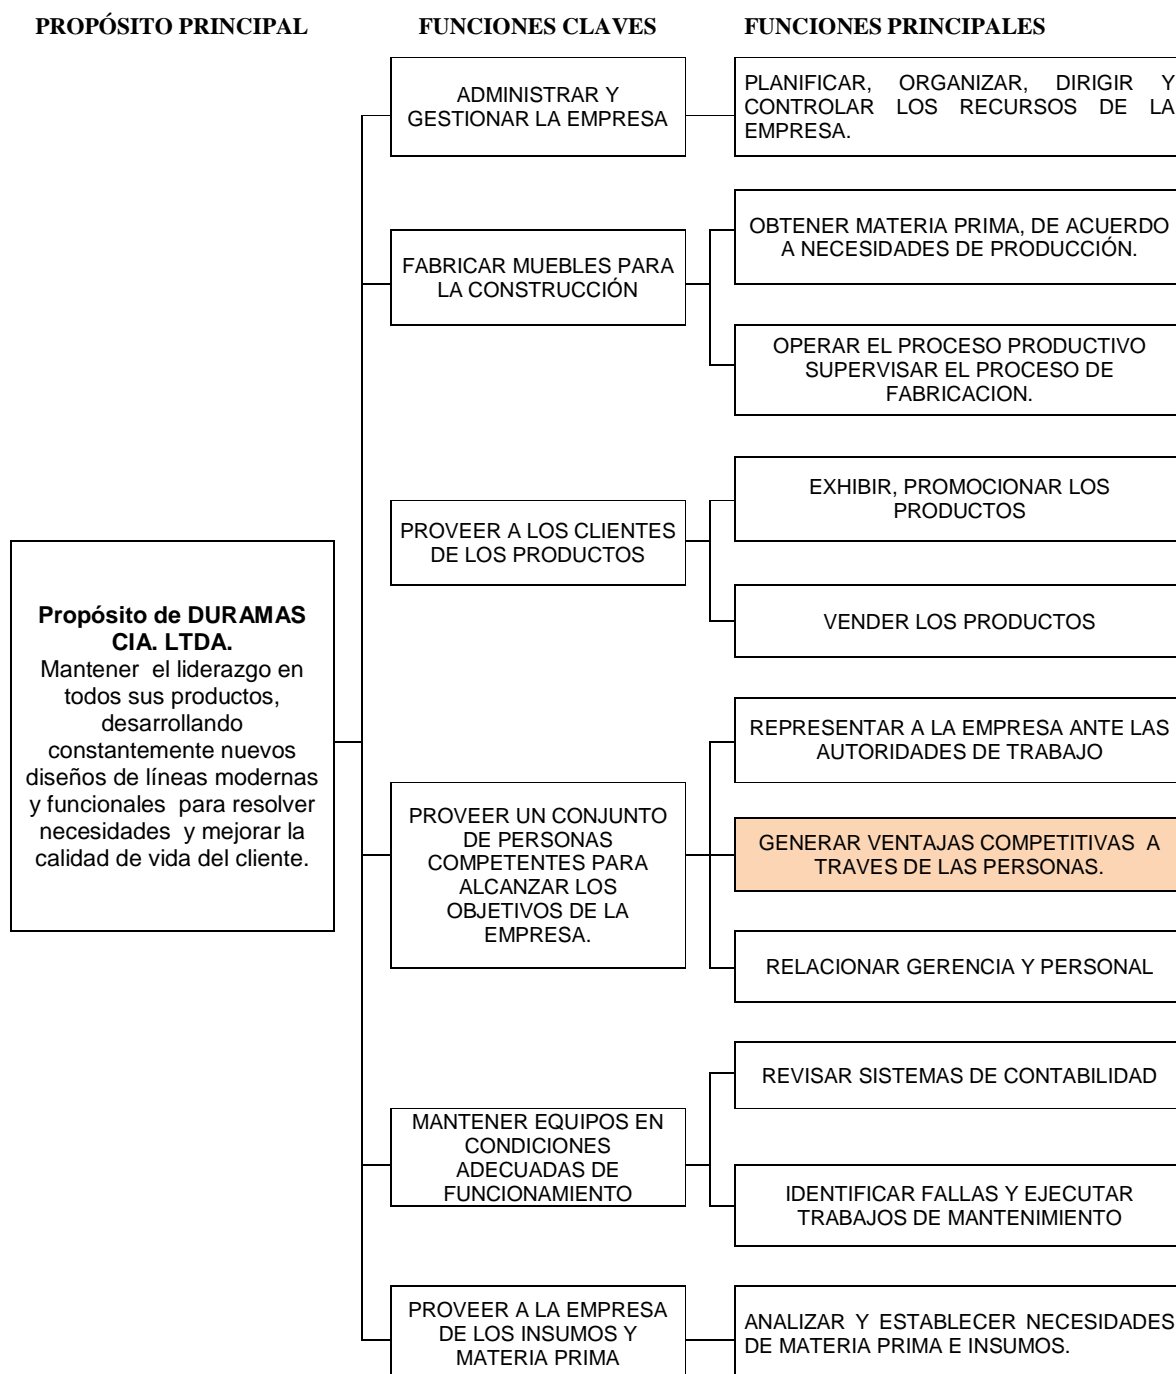 PROPÓSITO PRINCIPAL
FUNCIONES CLAVES
FUNCIONES PRINCIPALES
ADMINISTRAR Y
GESTIONAR LA EMPRESA
PLANIFICAR, ORGANIZAR, DIRIGIR Y
CONTROLAR LOS RECURSOS DE LA
EMPRESA.
FABRICAR MUEBLES PARA
LA CONSTRUCCIÓN
OBTENER MATERIA PRIMA, DE ACUERDO
A NECESIDADES DE PRODUCCIÓN.
OPERAR EL PROCESO PRODUCTIVO
SUPERVISAR EL PROCESO DE
FABRICACION.
PROVEER A LOS CLIENTES
DE LOS PRODUCTOS
EXHIBIR, PROMOCIONAR LOS
PRODUCTOS
VENDER LOS PRODUCTOS
Propósito de DURAMAS
CIA. LTDA.
Mantener el liderazgo en
todos sus productos,
desarrollando
constantemente nuevos
diseños de líneas modernas
y funcionales para resolver
necesidades y mejorar la
calidad de vida del cliente.
PROVEER UN CONJUNTO
DE PERSONAS
COMPETENTES PARA
ALCANZAR LOS
OBJETIVOS DE LA
EMPRESA.
REPRESENTAR A LA EMPRESA ANTE LAS
AUTORIDADES DE TRABAJO
GENERAR VENTAJAS COMPETITIVAS A
TRAVES DE LAS PERSONAS.
RELACIONAR GERENCIA Y PERSONAL
MANTENER EQUIPOS EN
CONDICIONES
ADECUADAS DE
FUNCIONAMIENTO
REVISAR SISTEMAS DE CONTABILIDAD
IDENTIFICAR FALLAS Y EJECUTAR
TRABAJOS DE MANTENIMIENTO
PROVEER A LA EMPRESA
DE LOS INSUMOS Y
MATERIA PRIMA
ANALIZAR Y ESTABLECER NECESIDADES
DE MATERIA PRIMA E INSUMOS.